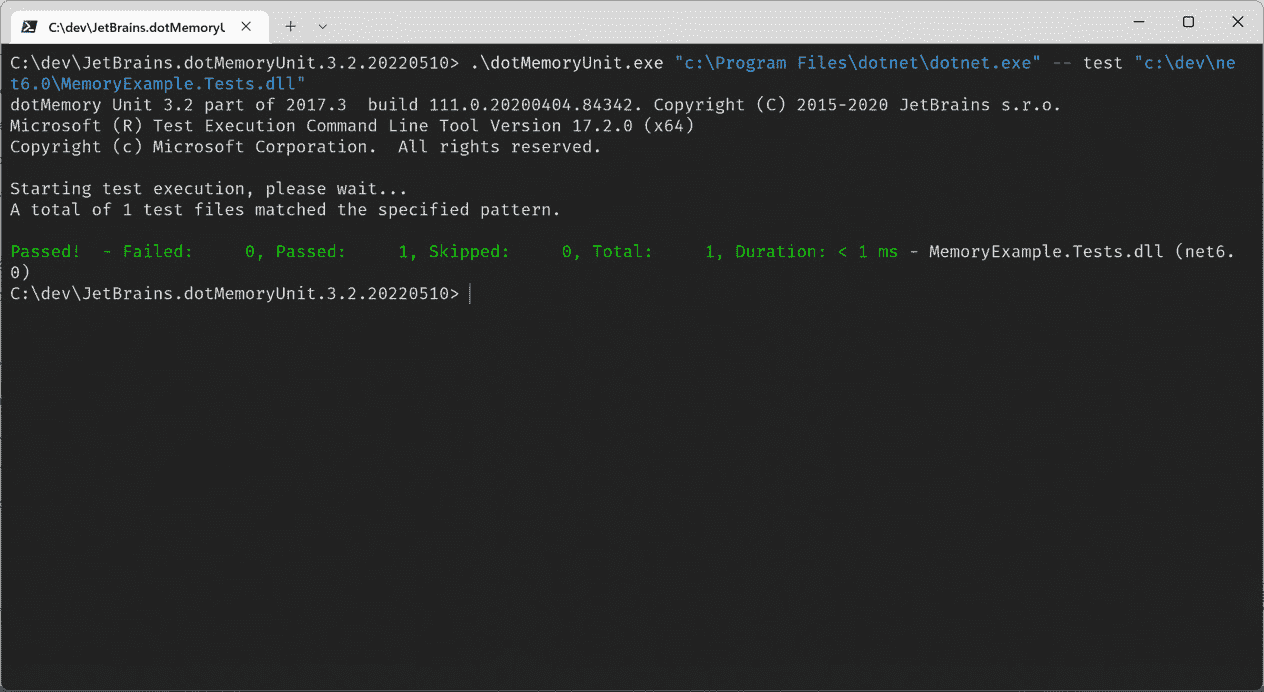 C:\dev\JetBrains.dotMemoryU
C:\dev\JetBrains.dotMemoryUnit.3.2.20220510> .\dotMemoryUnit.exe "c:\Program Files\dotnet\dotnet.exe" -- test "c:\dev\ne
t6.0\MemoryExample.Tests.dll"
dotMemory Unit 3.2 part of 2017.3  build 111.0.20200404.84342. Copyright (C) 2015-2020 JetBrains s.r.o.
Microsoft (R) Test Execution Command Line Tool Version 17.2.0 (x64)
Copyright (c) Microsoft Corporation.  All rights reserved.
Starting test execution, please wait...
A total of 1 test files matched the specified pattern.
Passed!  - Failed:     0, Passed:     1, Skipped:     0, Total:     1, Duration: < 1 ms - MemoryExample.Tests.dll (net6.
0)
C:\dev\JetBrains.dotMemoryUnit.3.2.20220510>